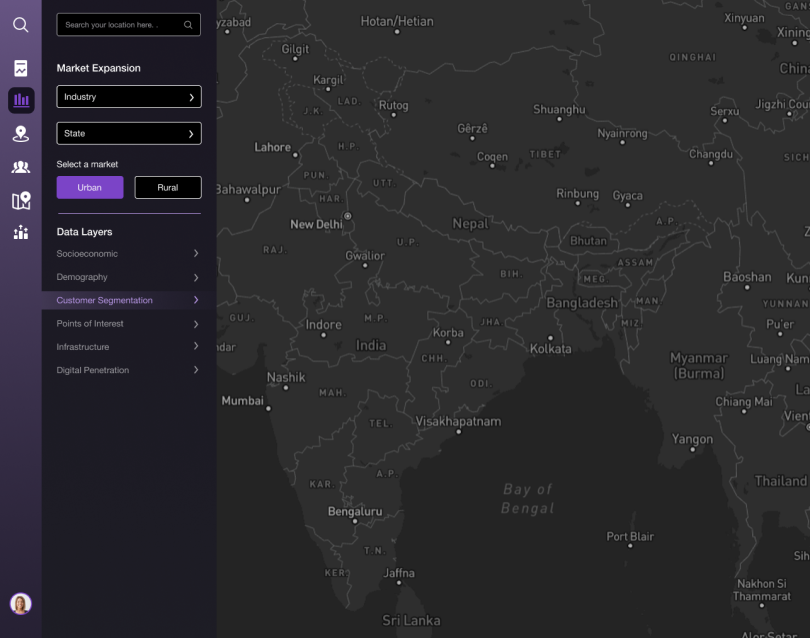 Search your location here. .
Market Expansion
Industry
State
Select a market
Urban
Rural
Data Layers
Socioeconomic
Demography
Customer Segmentation
Points of Interest
Infrastructure
Digital Penetration
Hotan/Hetian
Xinyuan
Xining
Gilgit
QINGHAI
China
Kargil
LAD.
J.K.
Rutog
Shuanghu
Serxu
Jigzhi Cou
Gêrzê
Nyainrong
Lahore
H.P.
Coqen
TIBET
Changdu
SICH
PUN.
UTT.
Bahawalpur
Rinbung
Gyaca
HAR.
New Delhi
Nepal
A.P.
U.P.
Bhutan
RAJ.
Gwalior
ASSAM
BIH.
MEG.
Baoshan
Kun
Bangladesh
MAN.
YUNNAN
GUJ.
M.P.
Indore
JHA.
MIZ.
Pu'er
Korba
India
Kolkata
CHH.
Myanmar
(Burma)
Luang Nam
Nashik
ODI.
MAH.
Mumbai
Chiang Mai
TEL.
Visakhapatnam
Vient
Yangon
A.P.
KAR.
Thailand
Bay of
Bengal
Bengaluru
Port Blair
T.N.
KER.
Jaffna
Nakhon Si
Thammarat
Sri Lanka
Alor Setar